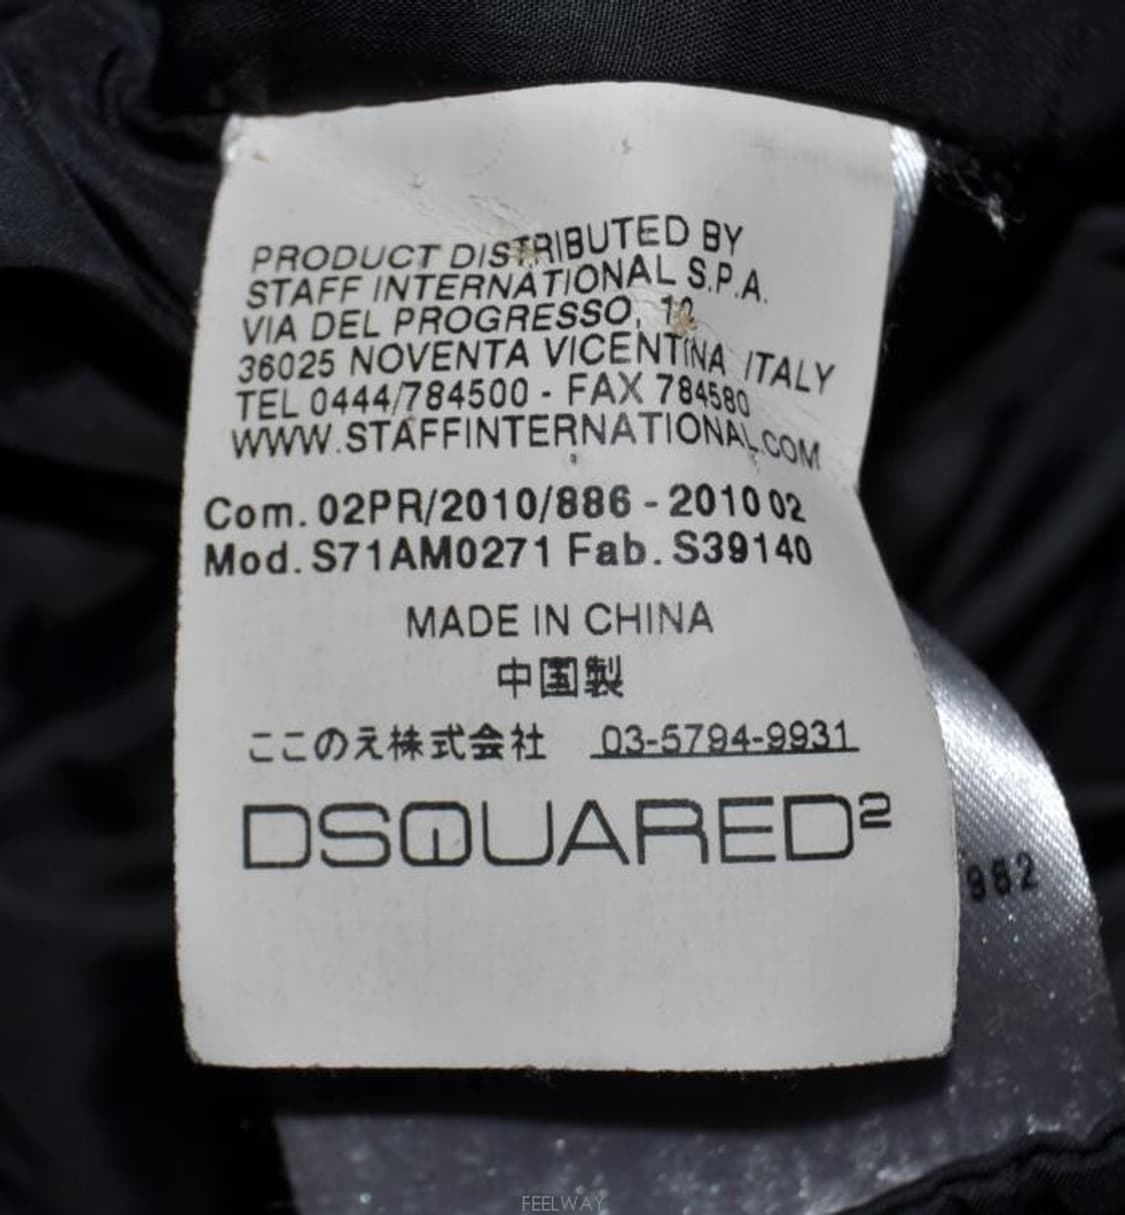 PRODUCT DISTRIBUTED BY
STAFF INTERNATIONAL S.P.A.
VIA DEL PROGRESSO, 10
36025 NOVENTA VICENTINA ITALY
TEL 0444/784500 - FAX 784580
WWW.STAFFINTERNATIONAL.COM
Com. 02PR/2010/886 - 2010 02
Mod. S71AM0271 Fab. S39140
MADE IN CHINA
中国製
ここのえ株式会社 03-5794-9931
DSQUARED2
982
FEELWAY